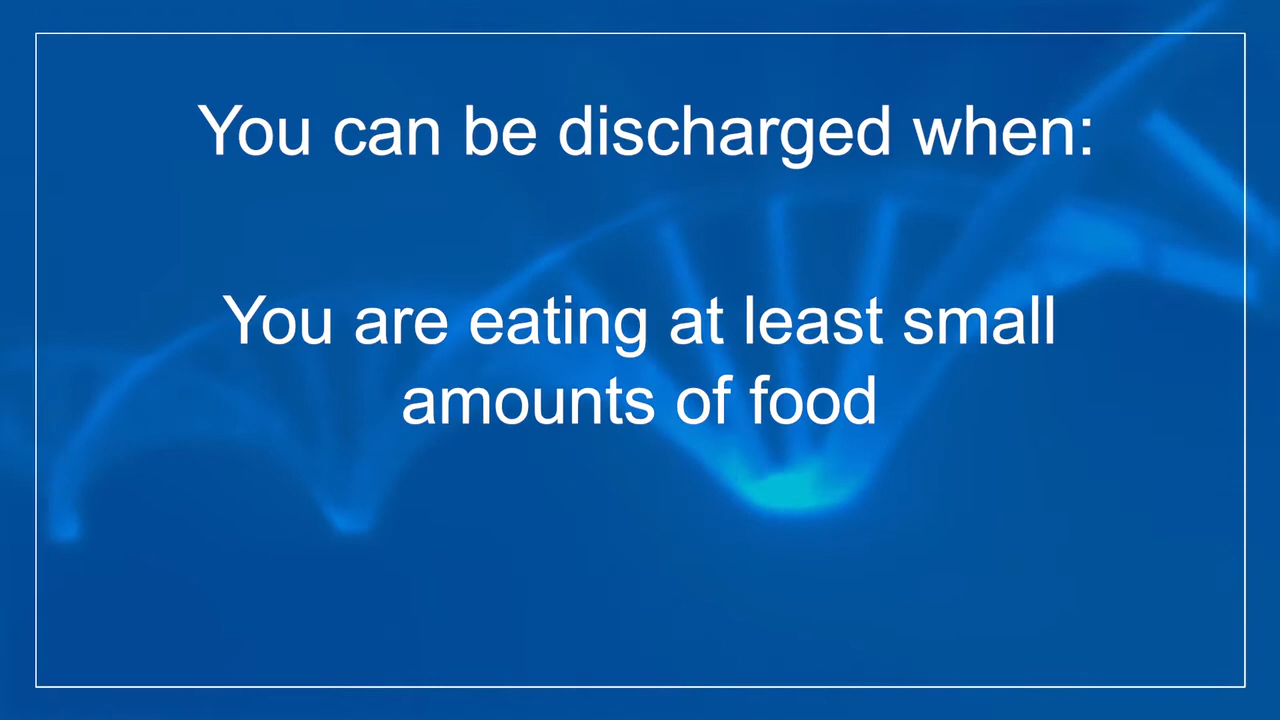 You can be discharged when:
You are eating at least small
amounts of food